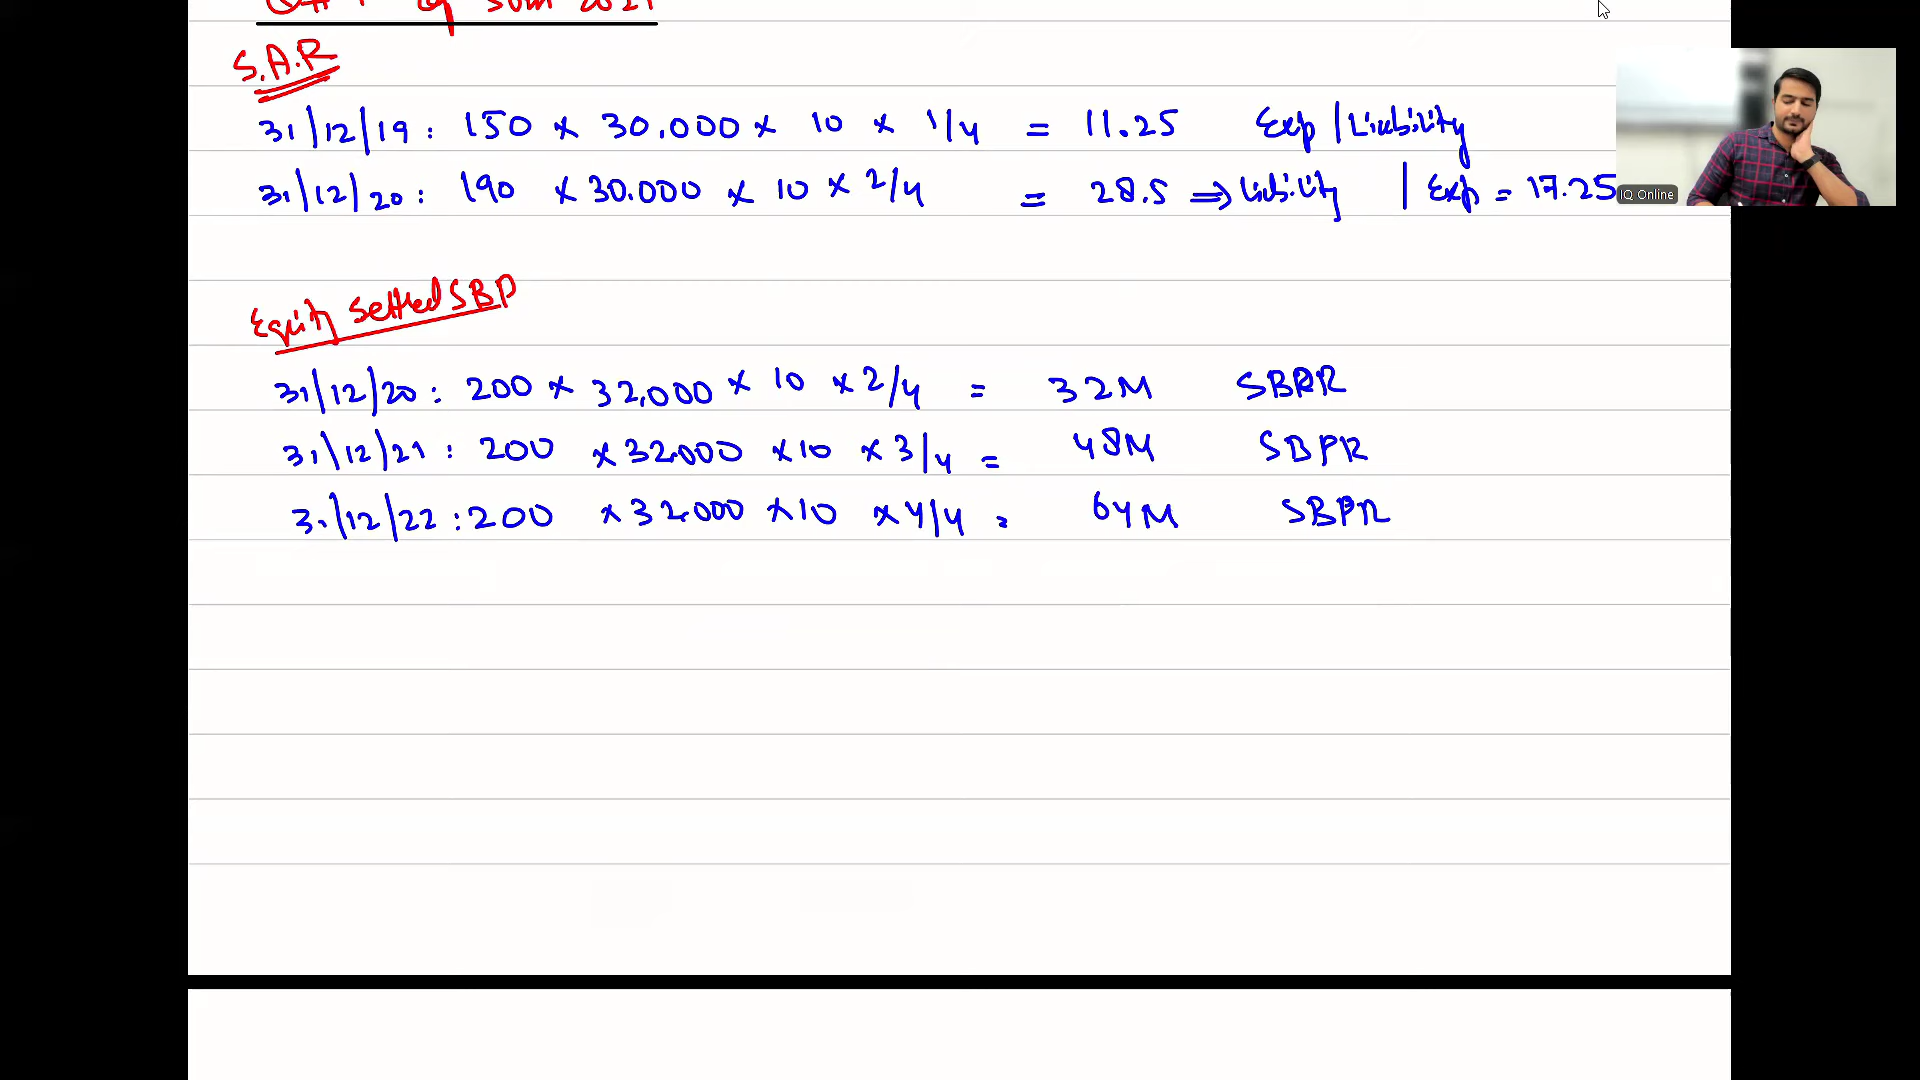 of sum 2021
S.A.R
31/12/19 : 150 × 30.000 × 10 × 1/4 = 11.25 Exp | Liability
31/12/20 : 190 × 30.000 × 10 × 2/4 = 28.5 ⇒ Liability | Exp = 17.25
IQ Online
Equity Settled SBP
31/12/20 : 200 × 32,000 × 10 × 2/4 = 32M SBPR
31/12/21 : 200 × 32000 × 10 × 3/4 = 48M SBPR
31/12/22 : 200 × 32.000 × 10 × 4/4 = 64M SBPR